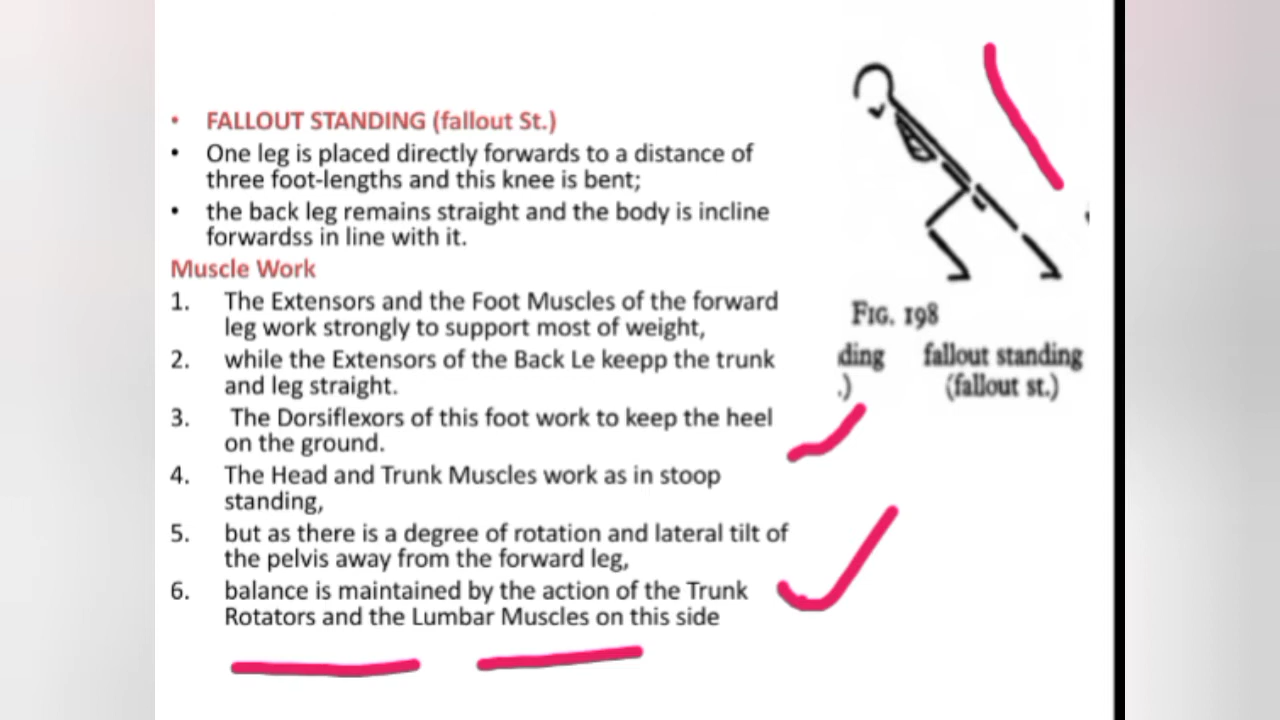 • FALLOUT STANDING (fallout St.)
• One leg is placed directly forwards to a distance of
three foot-lengths and this knee is bent;
• the back leg remains straight and the body is incline
forwardss in line with it.
Muscle Work
1. The Extensors and the Foot Muscles of the forward
leg work strongly to support most of weight,
2. while the Extensors of the Back Le keepp the trunk
and leg straight.
3. The Dorsiflexors of this foot work to keep the heel
on the ground.
4. The Head and Trunk Muscles work as in stoop
standing,
5. but as there is a degree of rotation and lateral tilt of
the pelvis away from the forward leg,
6. balance is maintained by the action of the Trunk
Rotators and the Lumbar Muscles on this side
FIG. 198
ding fallout standing
.) (fallout st.)